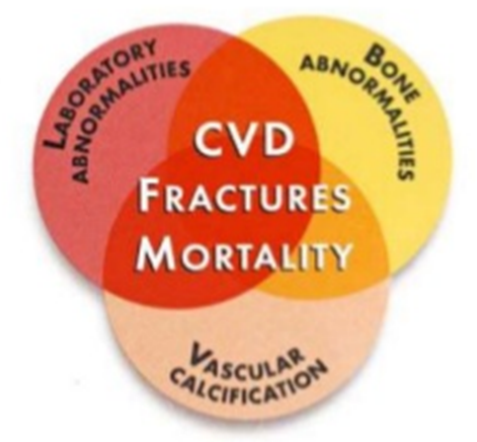 LABORATORY
ABNORMALITIES
BONE
ABNORMALITIES
CVD
FRACTURES
MORTALITY
VASCULAR
CALCIFICATION